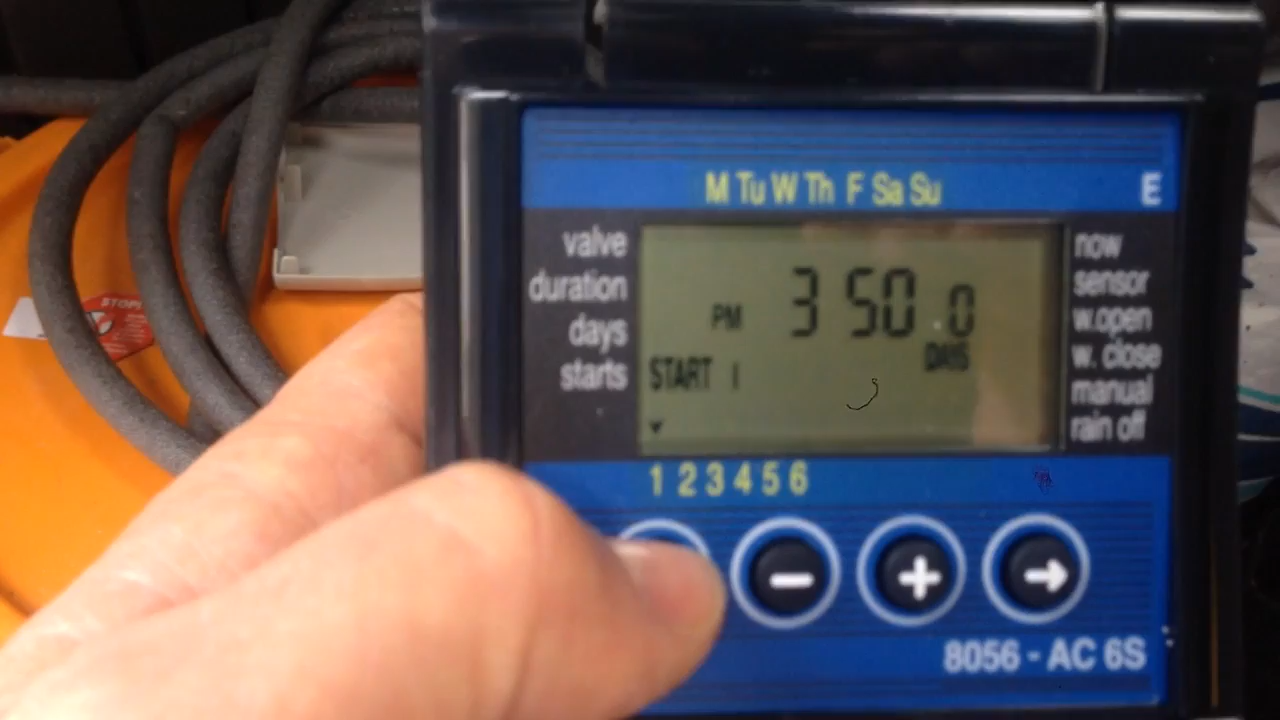 STOP!
M Tu W Th F Sa Su E
valve
duration
days
starts
PM 3 50 0
DAYS
START 1
now
sensor
w.open
w. close
manual
rain off
1 2 3 4 5 6
− + →
8056 - AC 6S